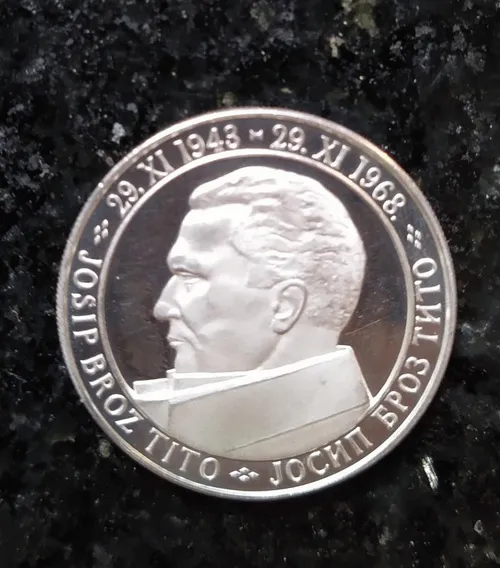 29. XI 1943 × 29. XI 1968.
JOSIP BROZ TITO
ЈОСИП БРОЗ ТИТО